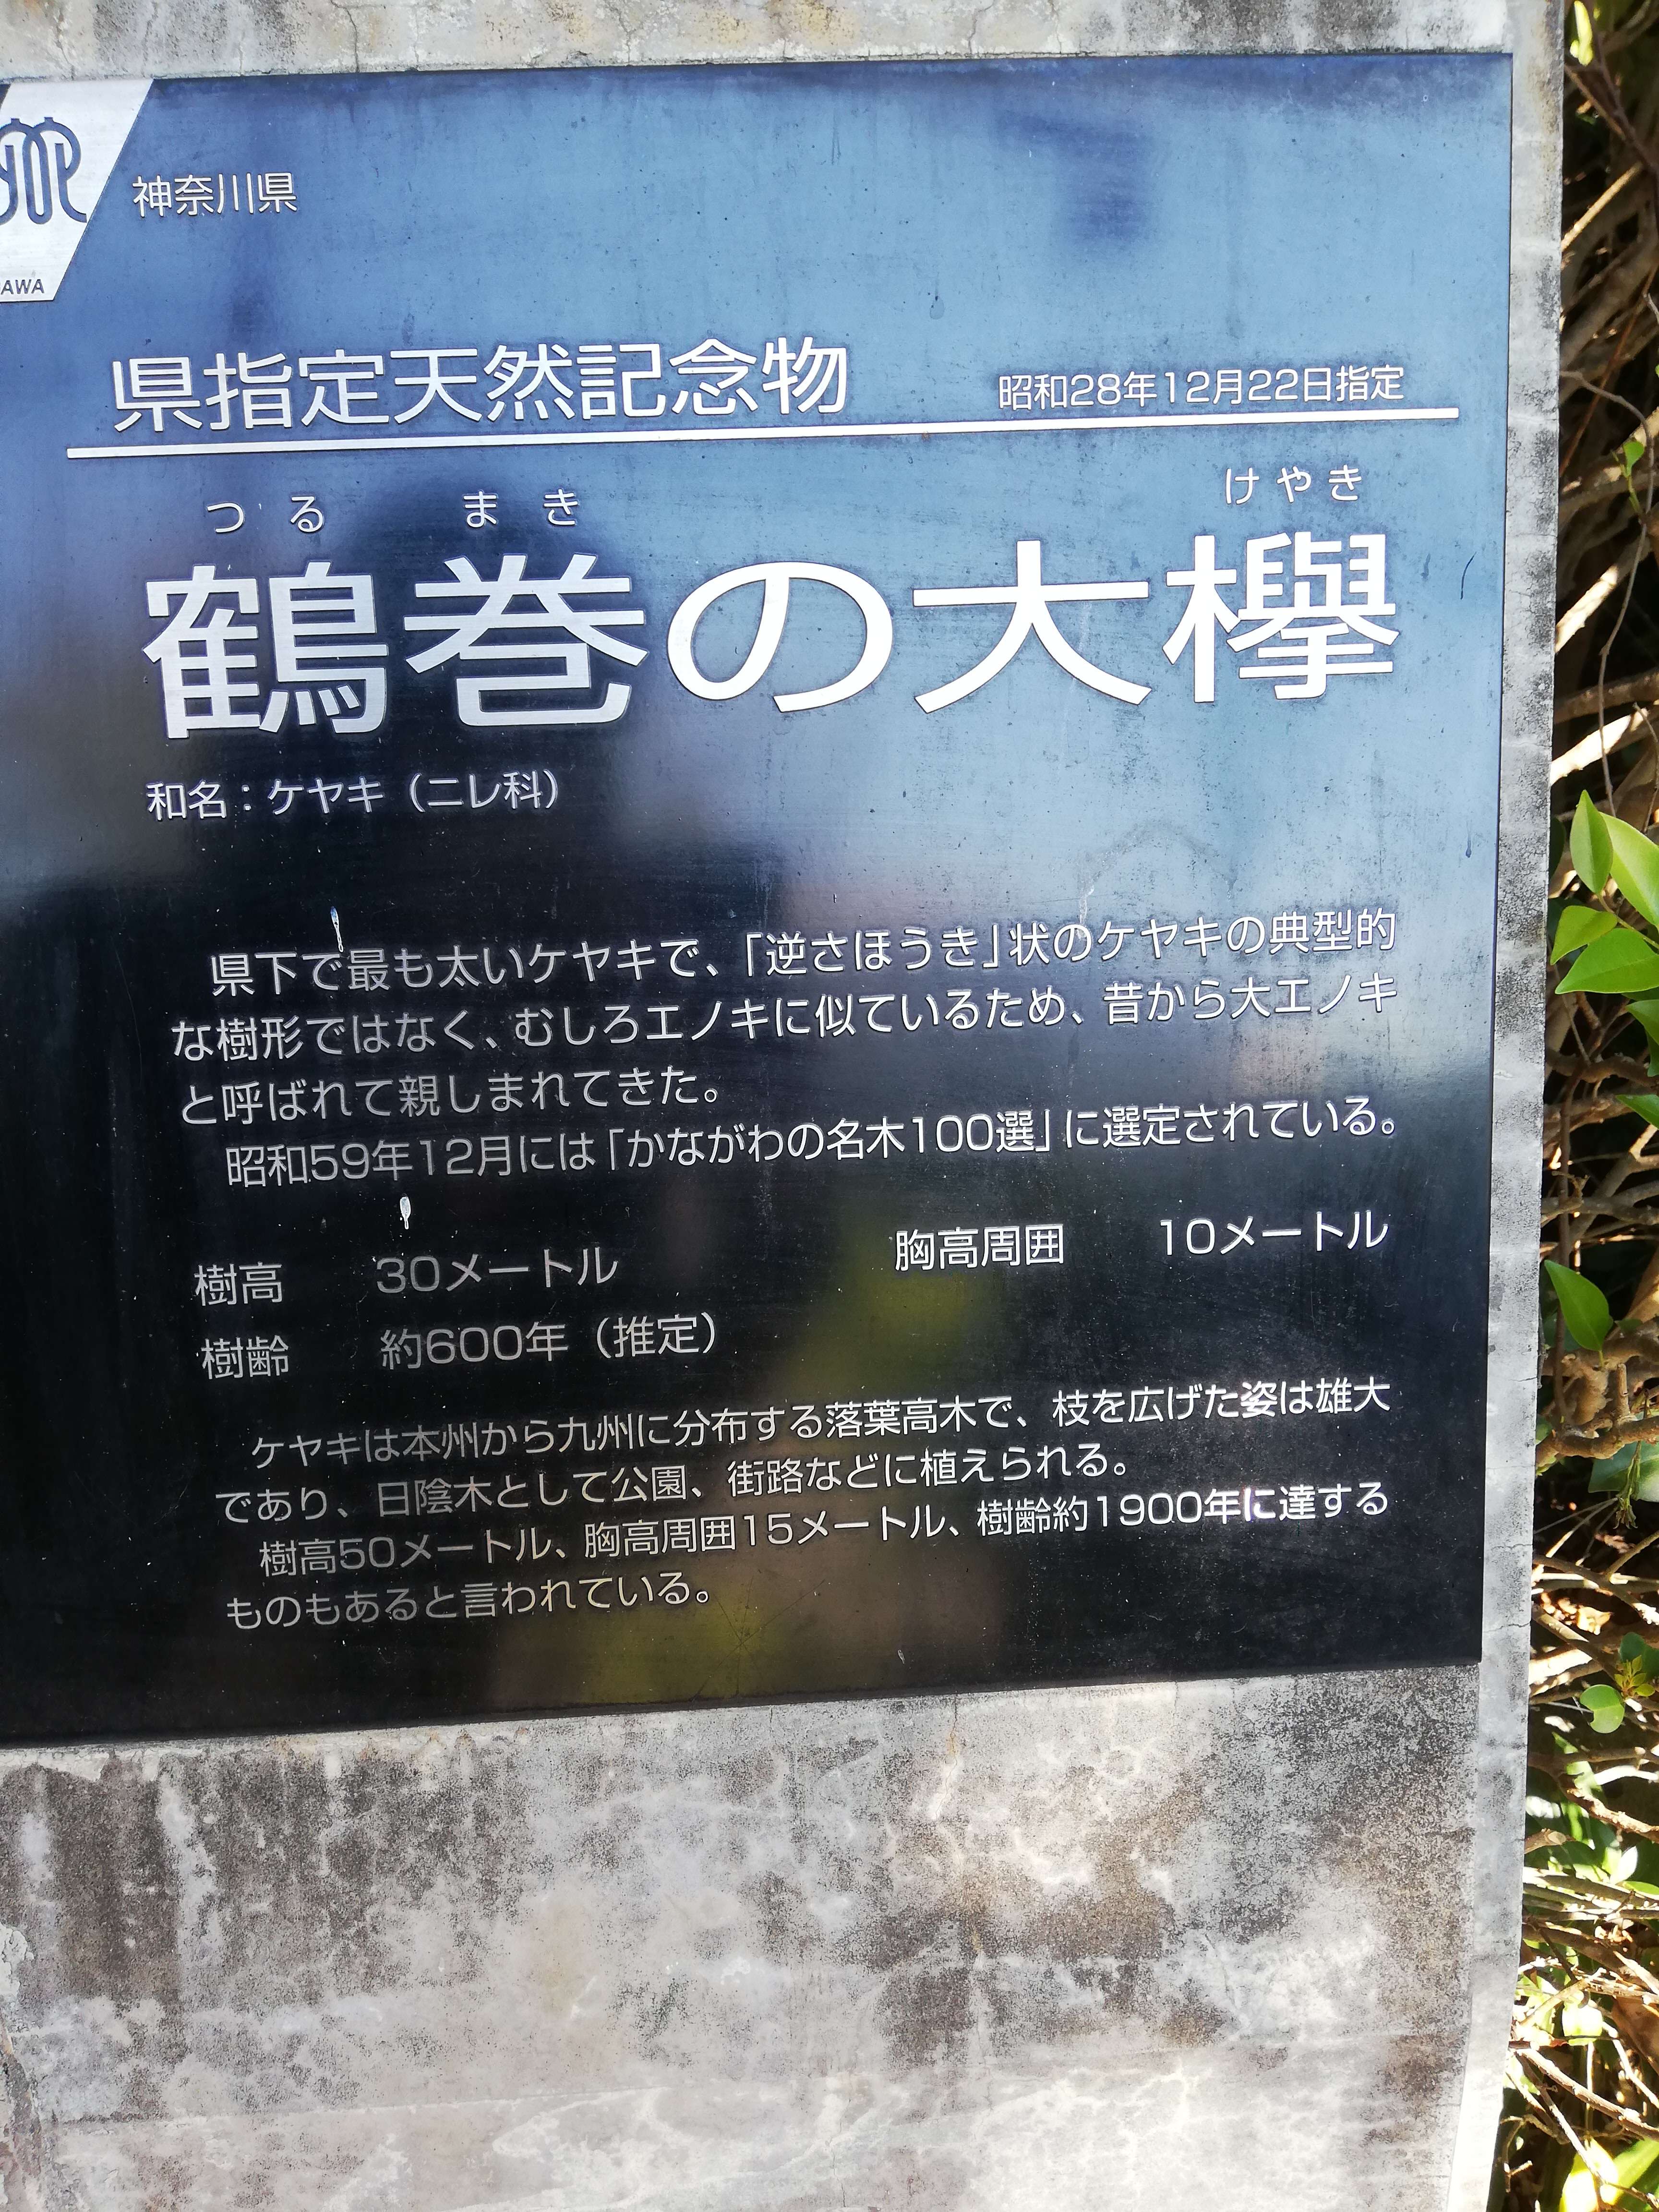 AWA
神奈川県
県指定天然記念物 昭和28年12月22日指定
つる まき けやき
鶴巻の大欅
和名：ケヤキ（ニレ科）
県下で最も太いケヤキで、「逆さほうき」状のケヤキの典型的
な樹形ではなく、むしろエノキに似ているため、昔から大エノキ
と呼ばれて親しまれてきた。
昭和59年12月には「かながわの名木100選」に選定されている。
樹高 30メートル 胸高周囲 10メートル
樹齢 約600年（推定）
ケヤキは本州から九州に分布する落葉高木で、枝を広げた姿は雄大
であり、日陰木として公園、街路などに植えられる。
樹高50メートル、胸高周囲15メートル、樹齢約1900年に達する
ものもあると言われている。